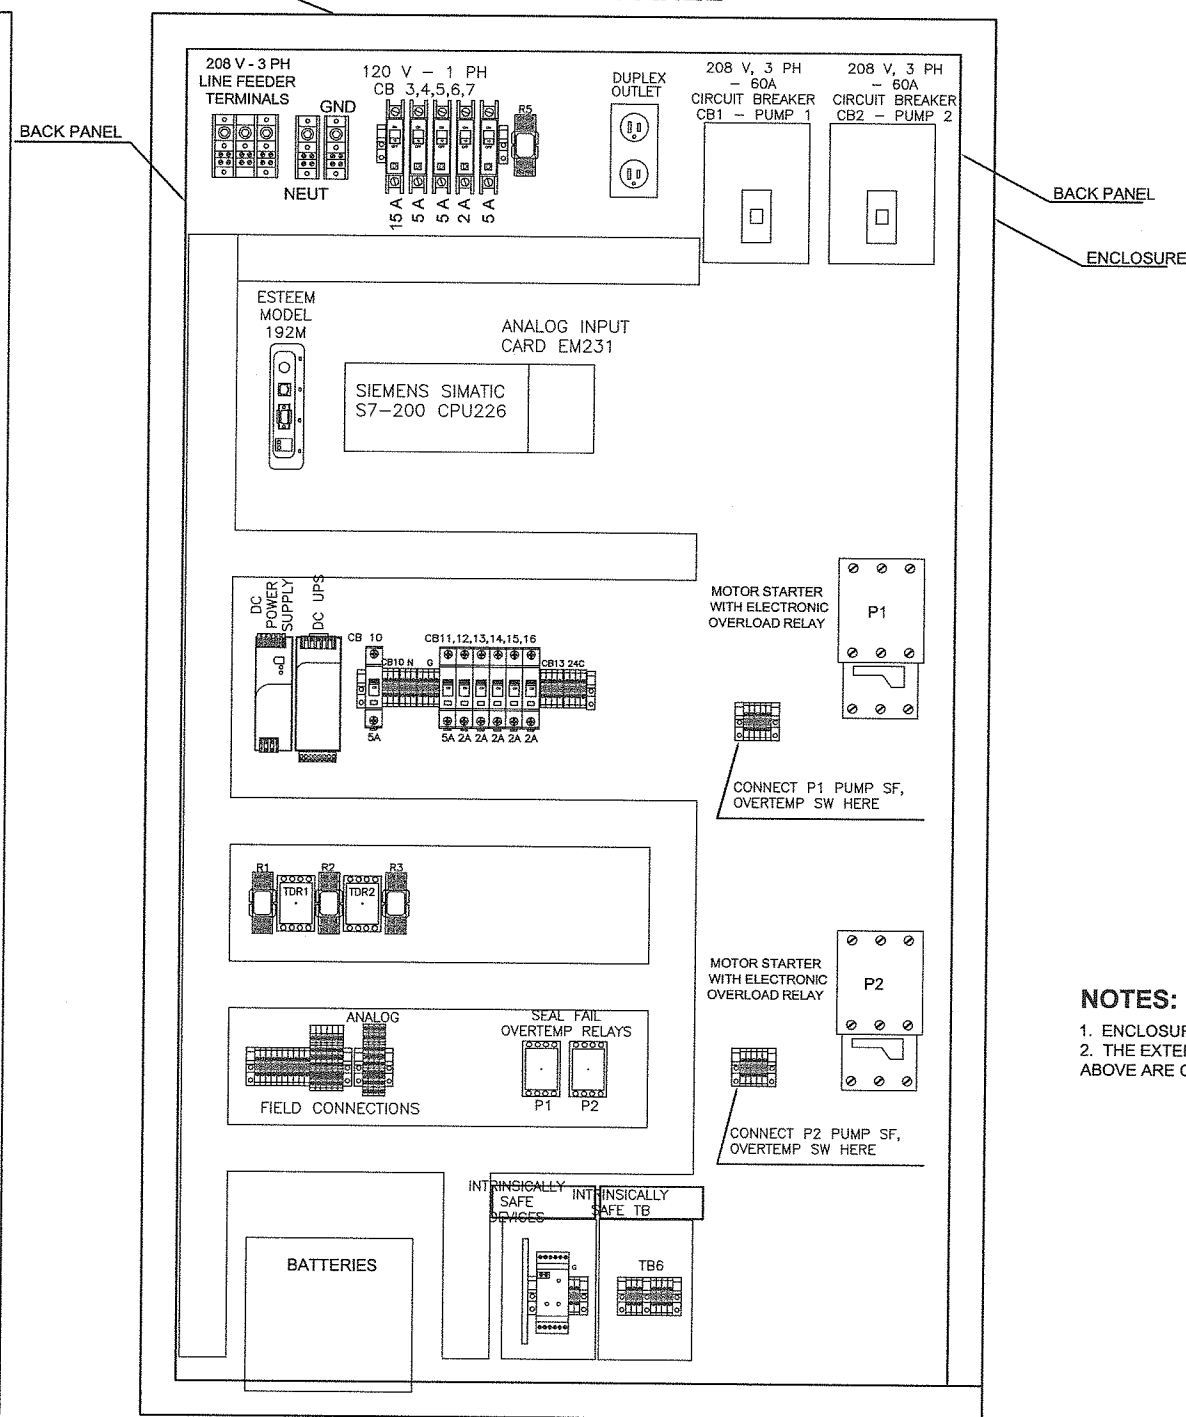 BACK PANEL
208 V - 3 PH
LINE FEEDER
TERMINALS
GND
NEUT
120 V - 1 PH
CB 3,4,5,6,7
R5
15 A
5 A
5 A
2 A
5 A
DUPLEX
OUTLET
208 V, 3 PH
- 60A
CIRCUIT BREAKER
CB1 - PUMP 1
208 V, 3 PH
- 60A
CIRCUIT BREAKER
CB2 - PUMP 2
BACK PANEL
ENCLOSURE
ESTEEM
MODEL
192M
ANALOG INPUT
CARD EM231
SIEMENS SIMATIC
S7-200 CPU226
DC
POWER
SUPPLY
DC UPS
CB 10
CB10 N G
5A
CB11,12,13,14,15,16
CB13 24C
5A 2A 2A 2A 2A 2A
MOTOR STARTER
WITH ELECTRONIC
OVERLOAD RELAY
P1
CONNECT P1 PUMP SF,
OVERTEMP SW HERE
R1
TDR1
R2
TDR2
R3
MOTOR STARTER
WITH ELECTRONIC
OVERLOAD RELAY
P2
CONNECT P2 PUMP SF,
OVERTEMP SW HERE
ANALOG
FIELD CONNECTIONS
SEAL FAIL
OVERTEMP RELAYS
P1 P2
INTRINSICALLY
SAFE
DEVICES
INTRINSICALLY
SAFE TB
G
TB6
BATTERIES
NOTES:
1. ENCLOSU
2. THE EXTE
ABOVE ARE